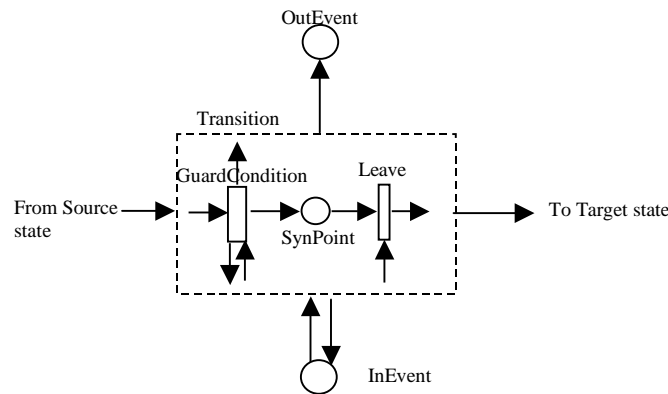 OutEvent
Transition
GuardCondition
Leave
From Source
state
To Target state
SynPoint
InEvent